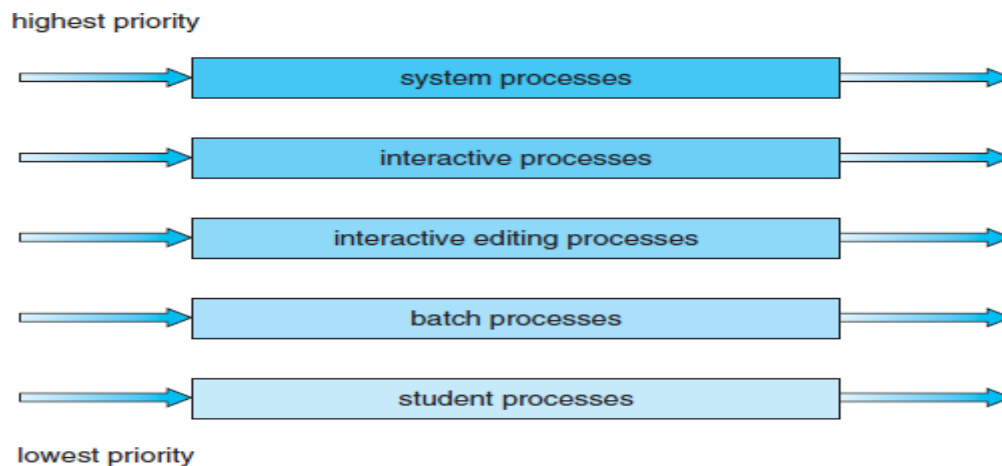 highest priority
system processes
interactive processes
interactive editing processes
batch processes
student processes
lowest priority